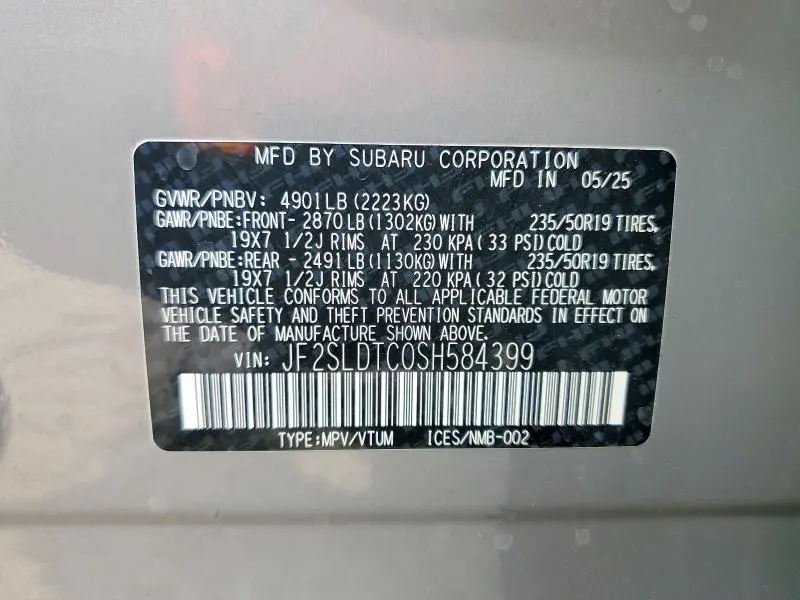 MFD BY SUBARU CORPORATION
MFD IN 05/25
GVWR/PNBV: 4901LB (2223KG)
GAWR/PNBE:FRONT- 2870 LB (1302KG) WITH 235/50R19 TIRES,
19X7 1/2J RIMS AT 230 KPA ( 33 PSI) COLD
GAWR/PNBE:REAR - 2491 LB (1130KG) WITH 235/50R19 TIRES,
19X7 1/2J RIMS AT 220 KPA ( 32 PSI) COLD
THIS VEHICLE CONFORMS TO ALL APPLICABLE FEDERAL MOTOR
VEHICLE SAFETY AND THEFT PREVENTION STANDARDS IN EFFECT ON
THE DATE OF MANUFACTURE SHOWN ABOVE.
VIN: JF2SLDTC0SH584399
TYPE:MPV/VTUM ICES/NMB-002